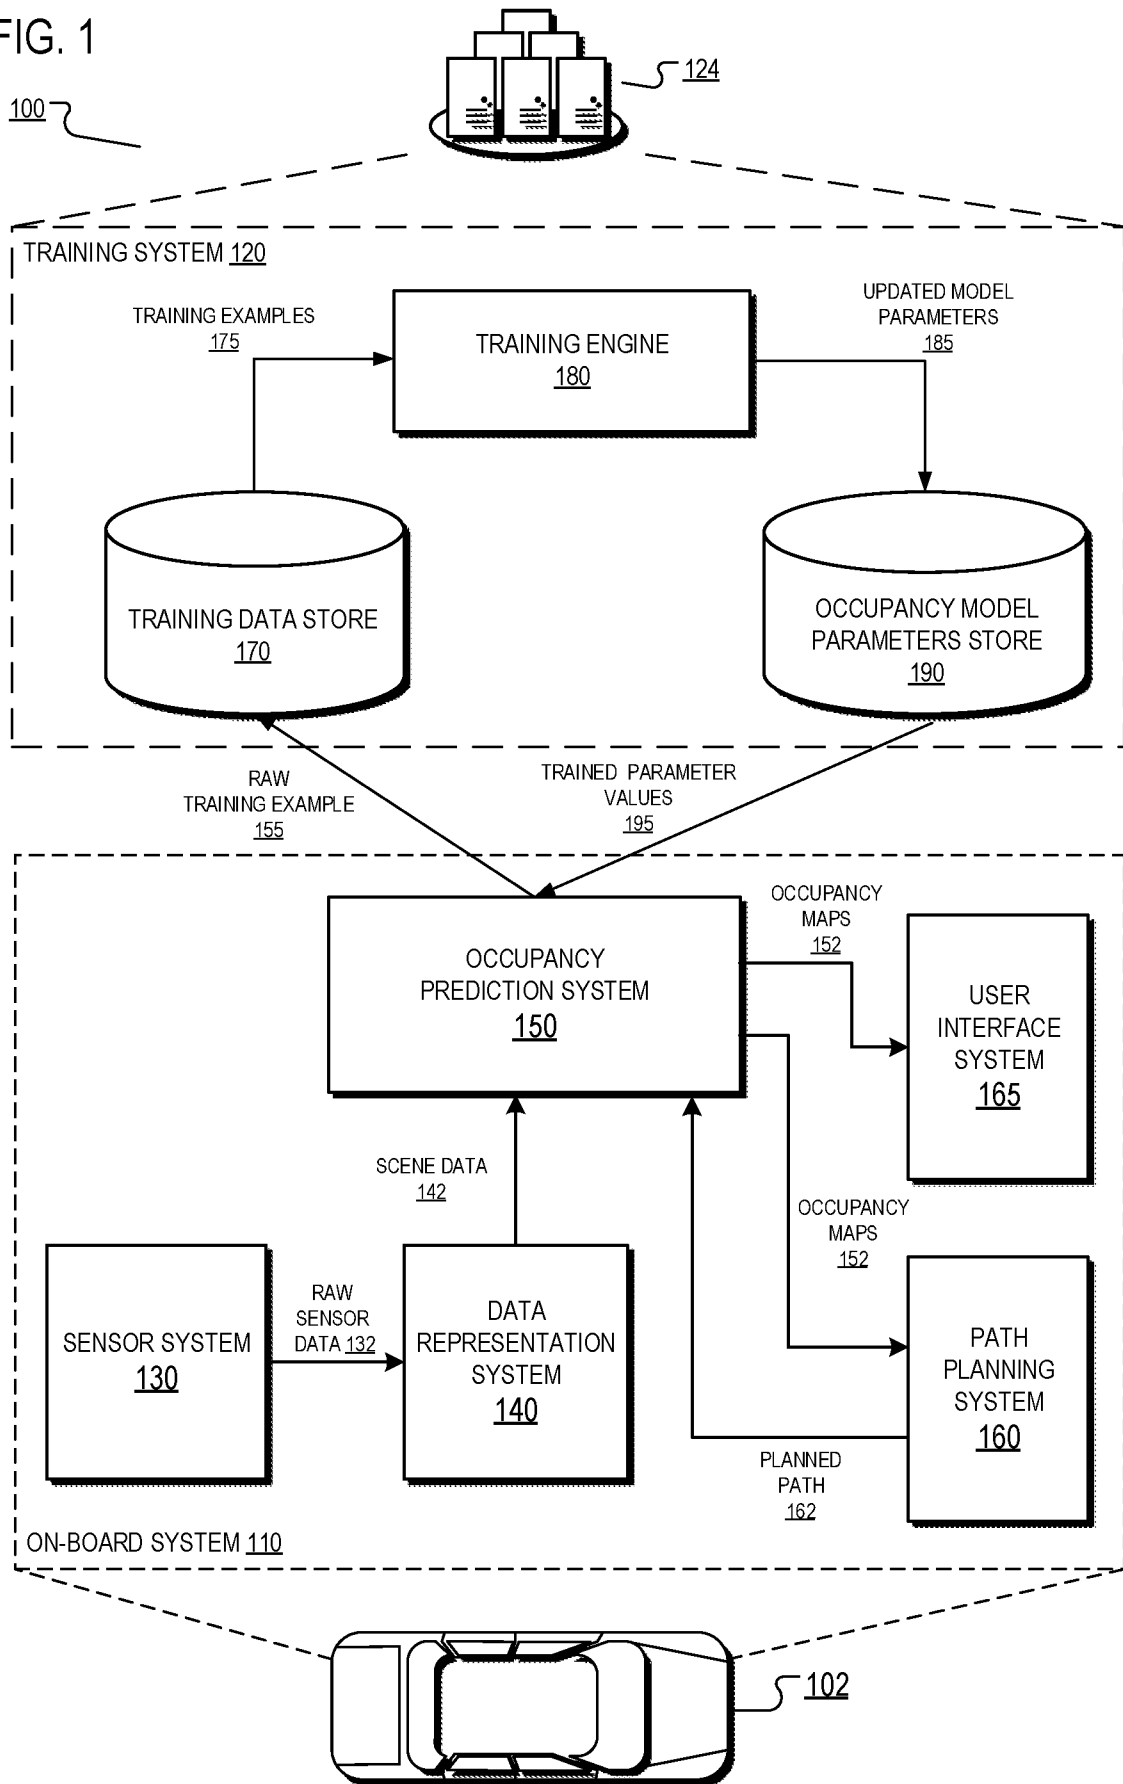 FIG. 1
124
100
TRAINING SYSTEM 120
TRAINING EXAMPLES
175
TRAINING ENGINE
180
UPDATED MODEL
PARAMETERS
185
TRAINING DATA STORE
170
OCCUPANCY MODEL
PARAMETERS STORE
190
RAW
TRAINING EXAMPLE
155
TRAINED PARAMETER
VALUES
195
OCCUPANCY
PREDICTION SYSTEM
150
OCCUPANCY
MAPS
152
USER
INTERFACE
SYSTEM
165
SCENE DATA
142
OCCUPANCY
MAPS
152
SENSOR SYSTEM
130
RAW
SENSOR
DATA 132
DATA
REPRESENTATION
SYSTEM
140
PATH
PLANNING
SYSTEM
160
PLANNED
PATH
162
ON-BOARD SYSTEM 110
102